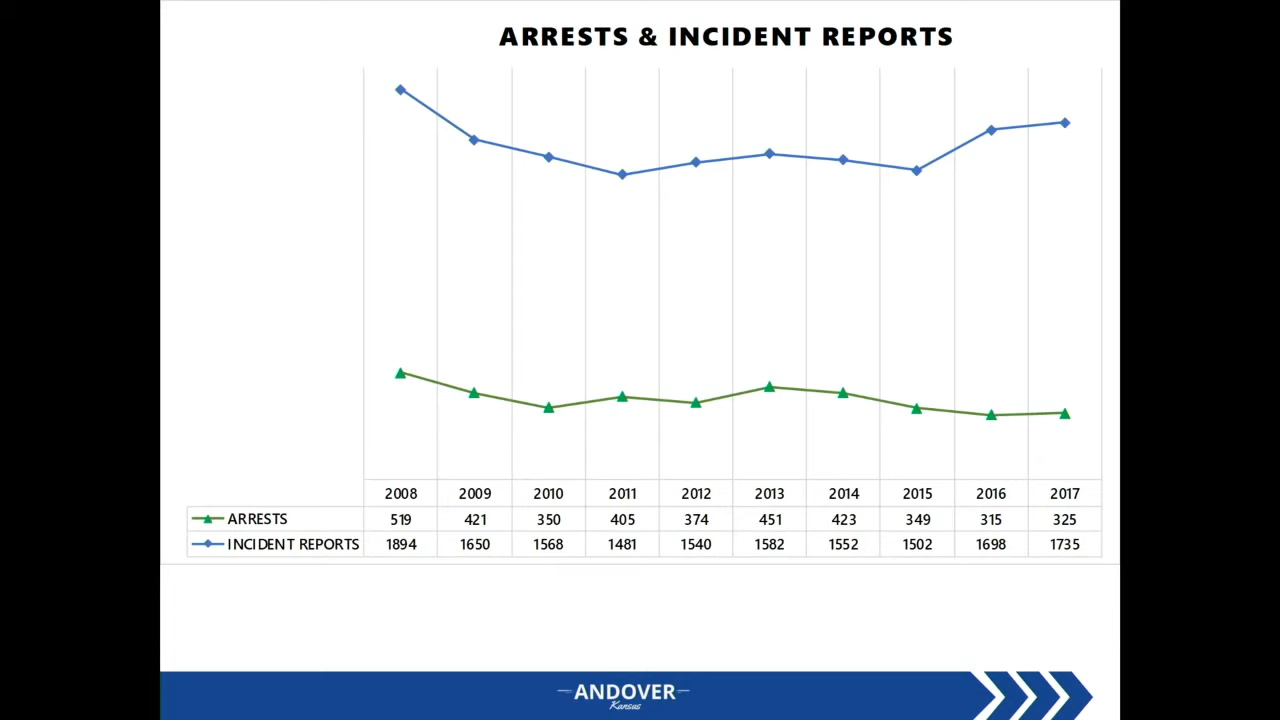 ARRESTS & INCIDENT REPORTS
2008 2009 2010 2011 2012 2013 2014 2015 2016 2017
ARRESTS 519 421 350 405 374 451 423 349 315 325
INCIDENT REPORTS 1894 1650 1568 1481 1540 1582 1552 1502 1698 1735
ANDOVER
Kansas